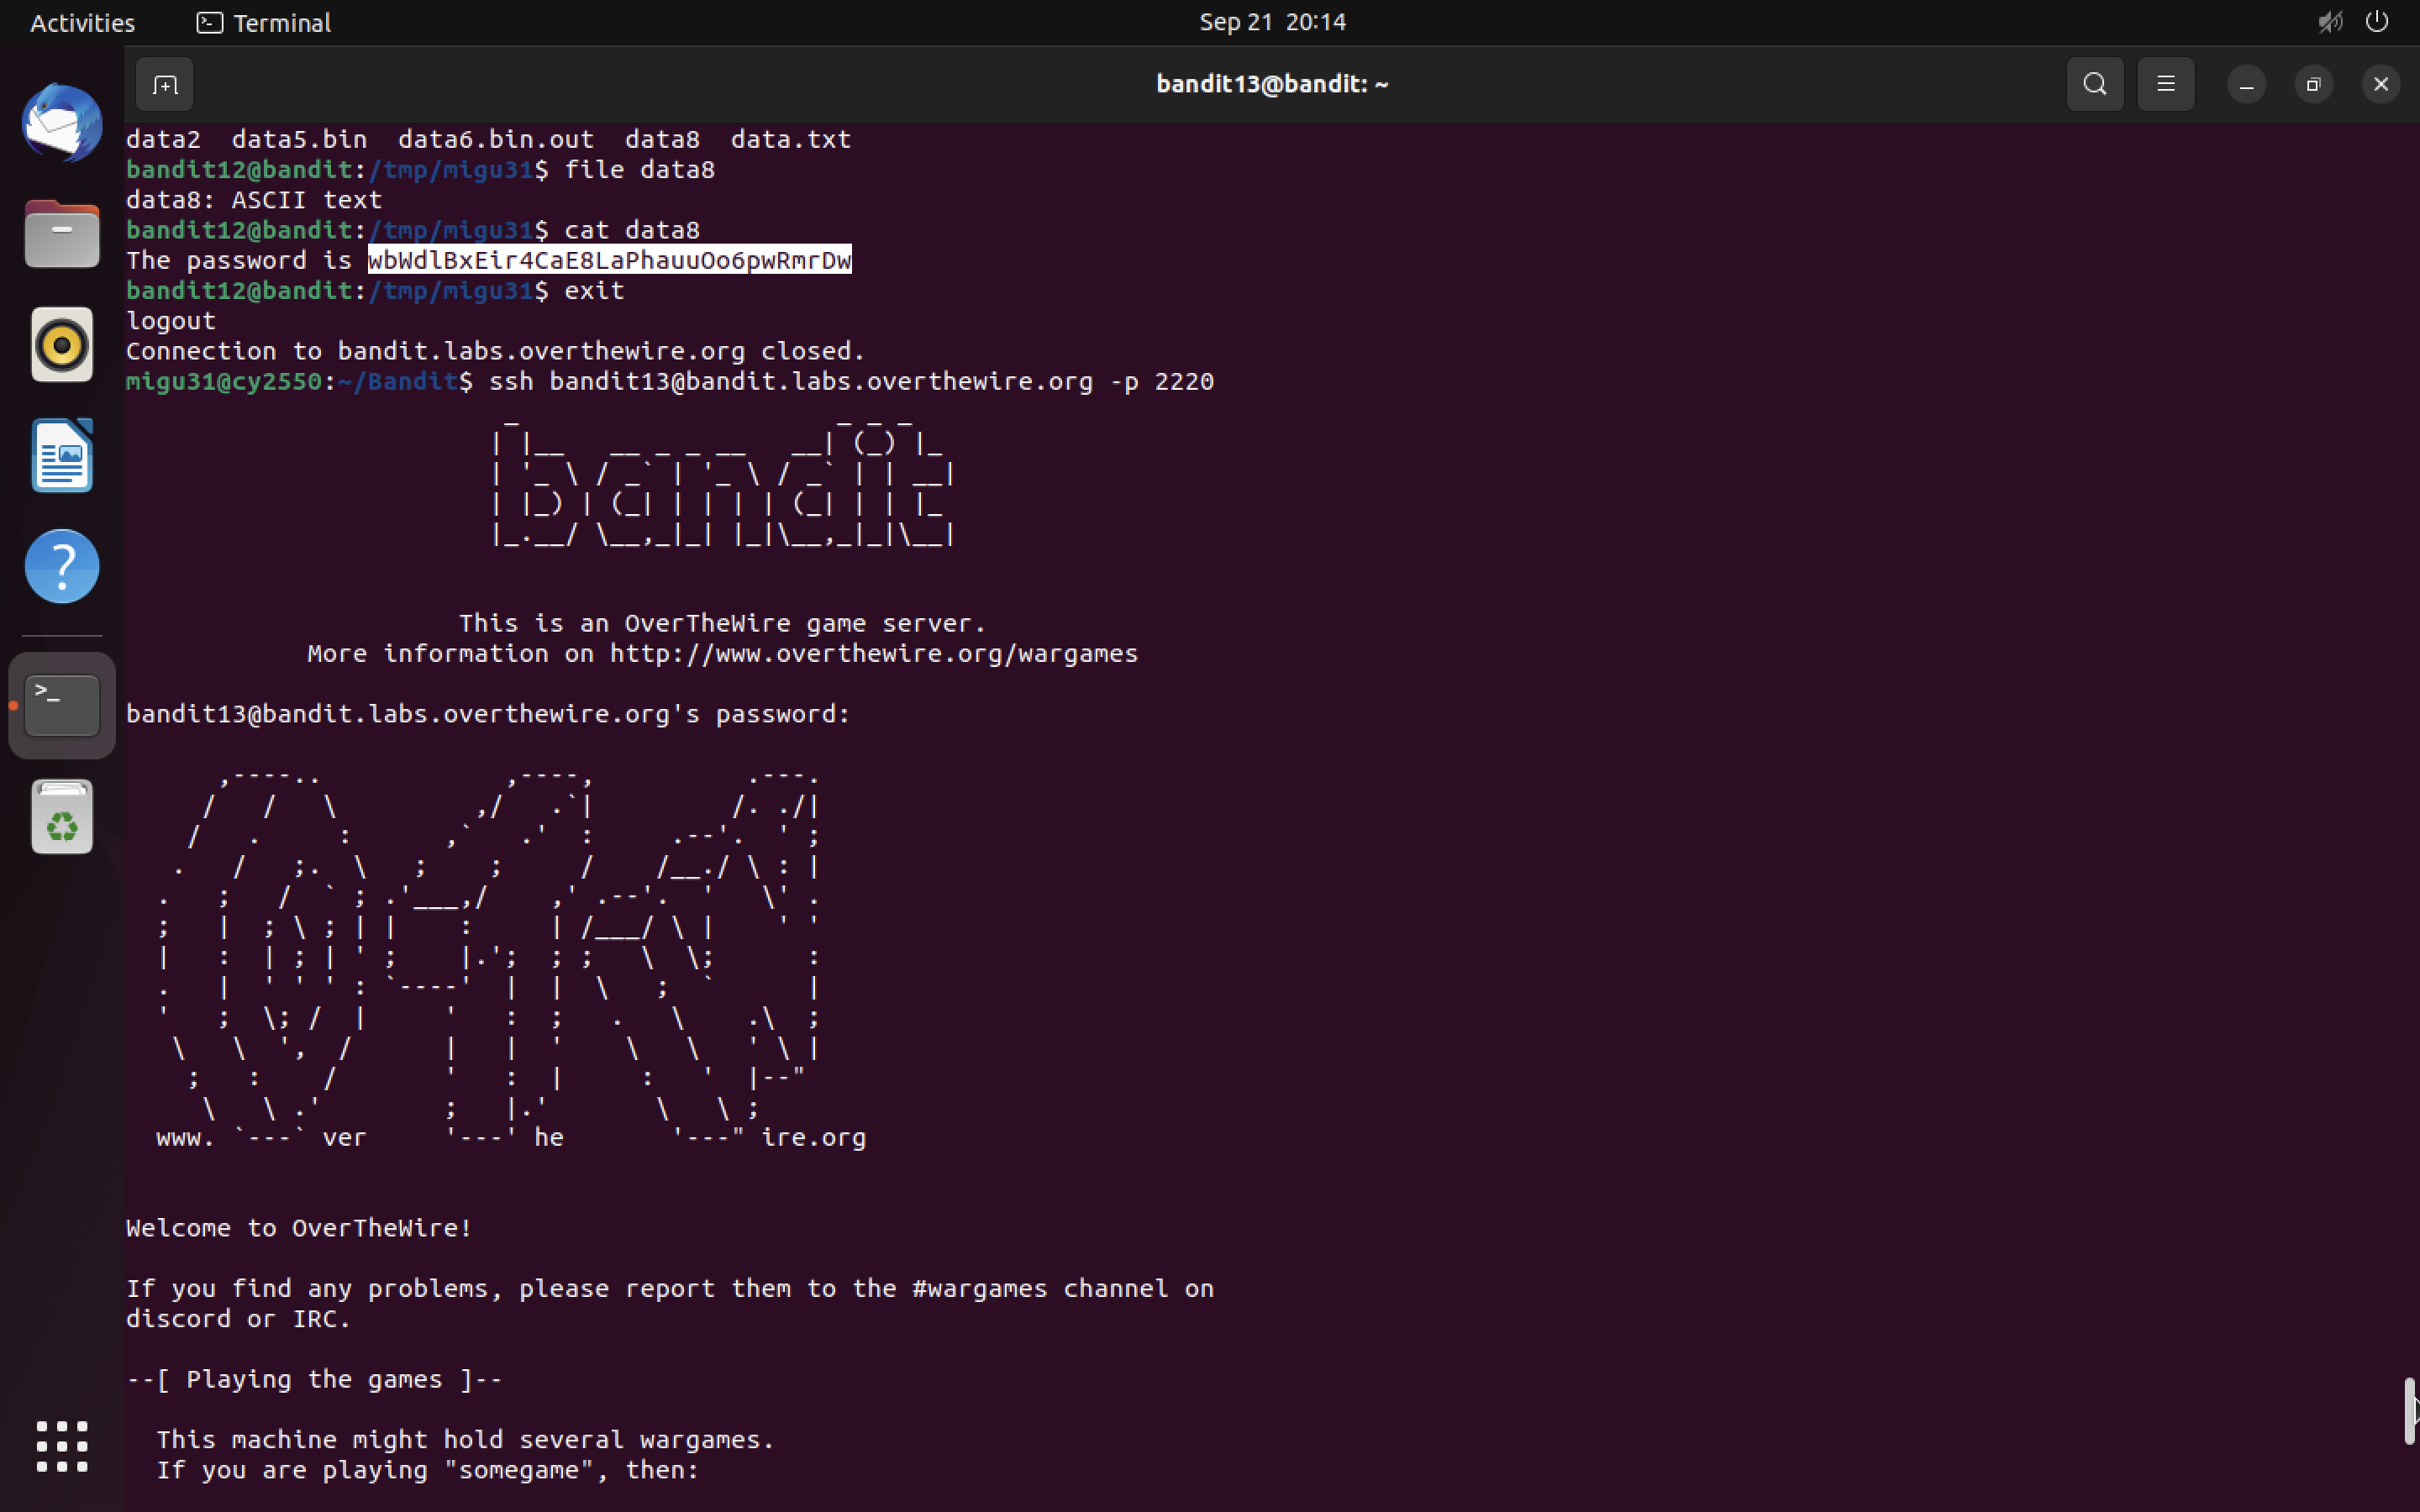 Activities Terminal Sep 21 20:14
bandit13@bandit: ~
data2  data5.bin  data6.bin.out  data8  data.txt
bandit12@bandit:/tmp/migu31$ file data8
data8: ASCII text
bandit12@bandit:/tmp/migu31$ cat data8
The password is wbWdlBxEir4CaE8LaPhauuOo6pwRmrDw
bandit12@bandit:/tmp/migu31$ exit
logout
Connection to bandit.labs.overthewire.org closed.
migu31@cy2550:~/Bandit$ ssh bandit13@bandit.labs.overthewire.org -p 2220
bandit
This is an OverTheWire game server.
More information on http://www.overthewire.org/wargames
bandit13@bandit.labs.overthewire.org's password:
www. `---` ver '---' he '---" ire.org
Welcome to OverTheWire!
If you find any problems, please report them to the #wargames channel on
discord or IRC.
--[ Playing the games ]--
This machine might hold several wargames.
If you are playing "somegame", then: